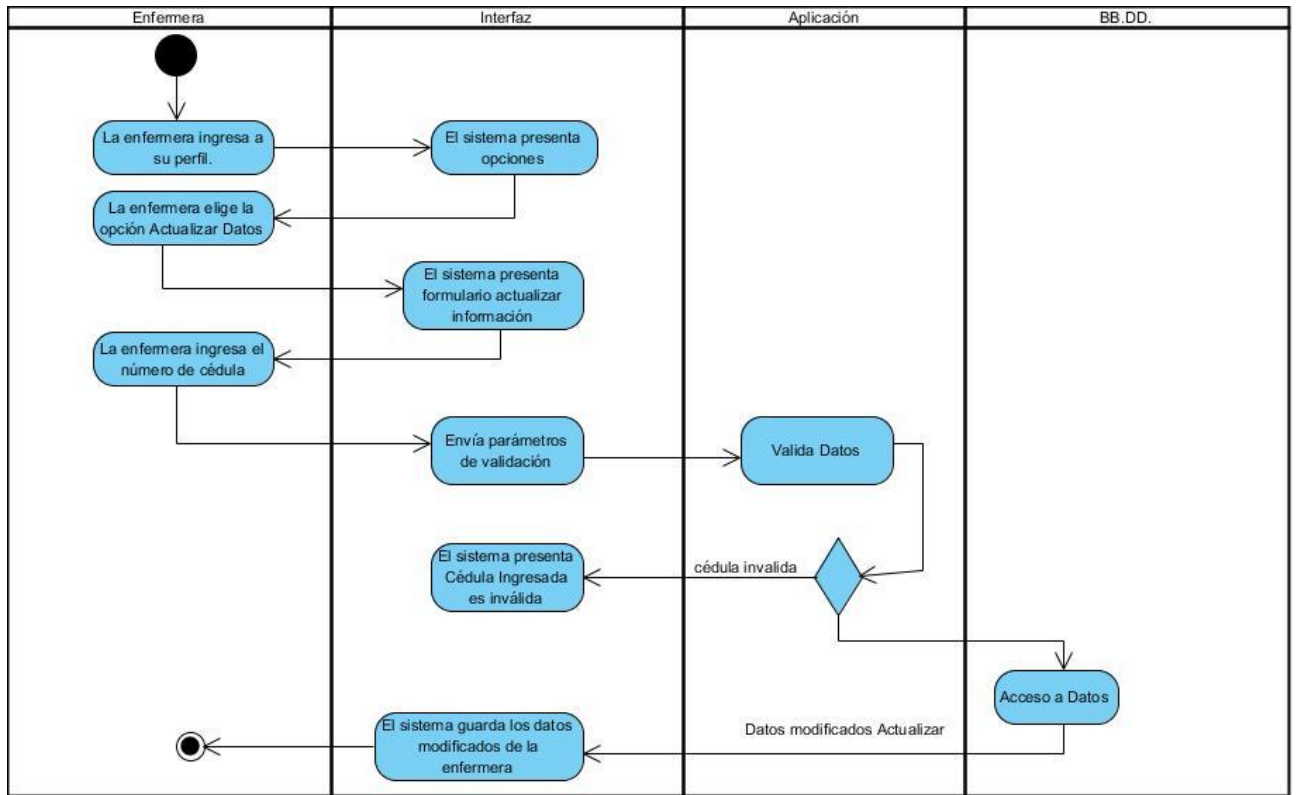 Enfermera
Interfaz
Aplicación
BB.DD.
La enfermera ingresa a
su perfil.
El sistema presenta
opciones
La enfermera elige la
opción Actualizar Datos
El sistema presenta
formulario actualizar
información
La enfermera ingresa el
número de cédula
Envía parámetros
de validación
Valida Datos
El sistema presenta
Cédula Ingresada
es inválida
cédula invalida
Acceso a Datos
El sistema guarda los datos
modificados de la
enfermera
Datos modificados Actualizar